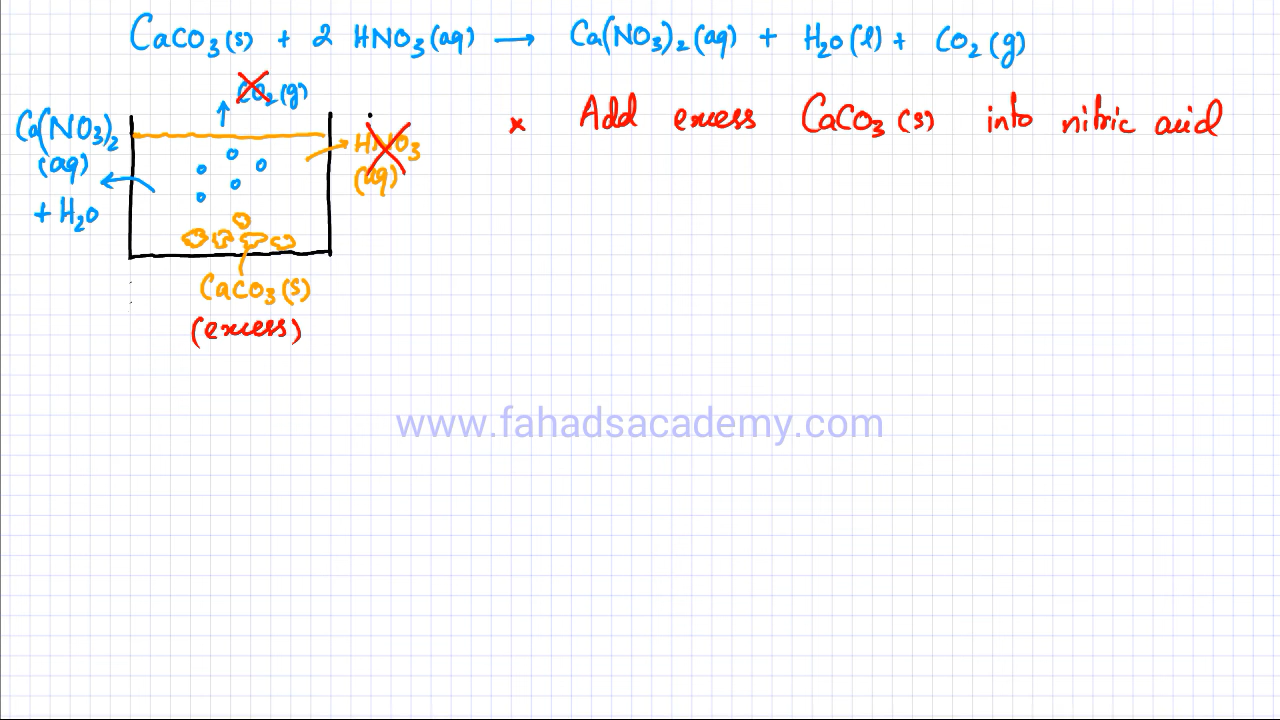 CaCO3(s) + 2 HNO3(aq) → Ca(NO3)2(aq) + H2O(l) + CO2(g)
CO2(g)
* Add excess CaCO3(s) into nitric acid
Ca(NO3)2
(aq)
+ H2O
HNO3
(aq)
CaCO3(s)
(excess)
www.fahadsacademy.com